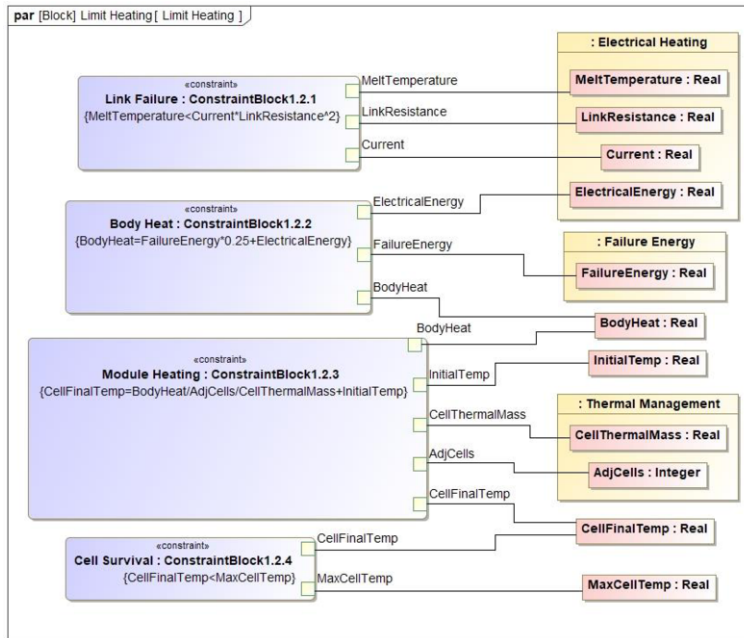 par [Block] Limit Heating [ Limit Heating ]
: Electrical Heating
«constraint»
Link Failure : ConstraintBlock1.2.1
{MeltTemperature<Current*LinkResistance^2}
MeltTemperature
MeltTemperature : Real
LinkResistance
LinkResistance : Real
Current
Current : Real
«constraint»
Body Heat : ConstraintBlock1.2.2
{BodyHeat=FailureEnergy*0.25+ElectricalEnergy}
ElectricalEnergy
ElectricalEnergy : Real
: Failure Energy
FailureEnergy
FailureEnergy : Real
BodyHeat
BodyHeat : Real
«constraint»
Module Heating : ConstraintBlock1.2.3
{CellFinalTemp=BodyHeat/AdjCells/CellThermalMass+InitialTemp}
BodyHeat
InitialTemp
InitialTemp : Real
: Thermal Management
CellThermalMass
CellThermalMass : Real
AdjCells
AdjCells : Integer
CellFinalTemp
CellFinalTemp : Real
«constraint»
Cell Survival : ConstraintBlock1.2.4
{CellFinalTemp<MaxCellTemp}
CellFinalTemp
MaxCellTemp
MaxCellTemp : Real